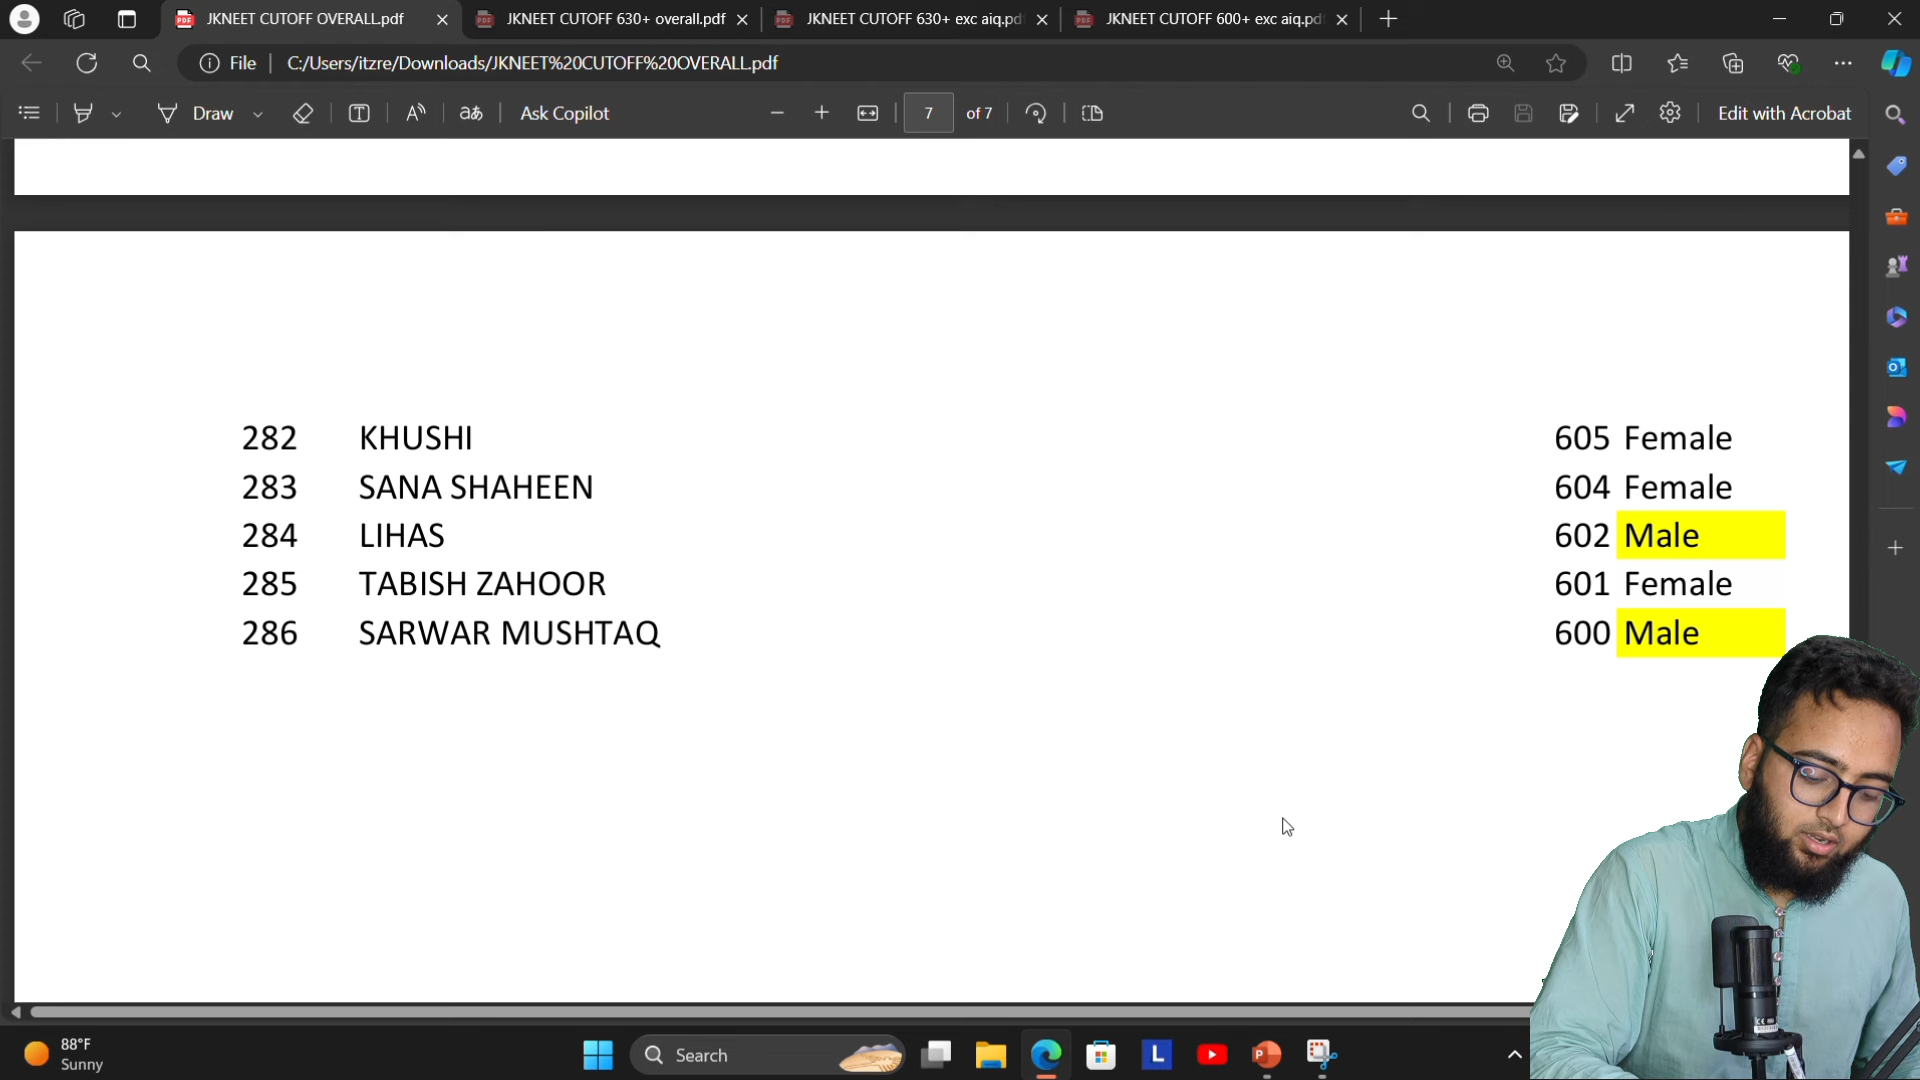 JKNEET CUTOFF OVERALL.pdf
JKNEET CUTOFF 630+ overall.pdf
JKNEET CUTOFF 630+ exc aiq.pd
JKNEET CUTOFF 600+ exc aiq.pd
File C:/Users/itzre/Downloads/JKNEET%20CUTOFF%20OVERALL.pdf
Draw aあ Ask Copilot 7 of 7 Edit with Acrobat
282 KHUSHI 605 Female
283 SANA SHAHEEN 604 Female
284 LIHAS 602 Male
285 TABISH ZAHOOR 601 Female
286 SARWAR MUSHTAQ 600 Male
88°F
Sunny
Search